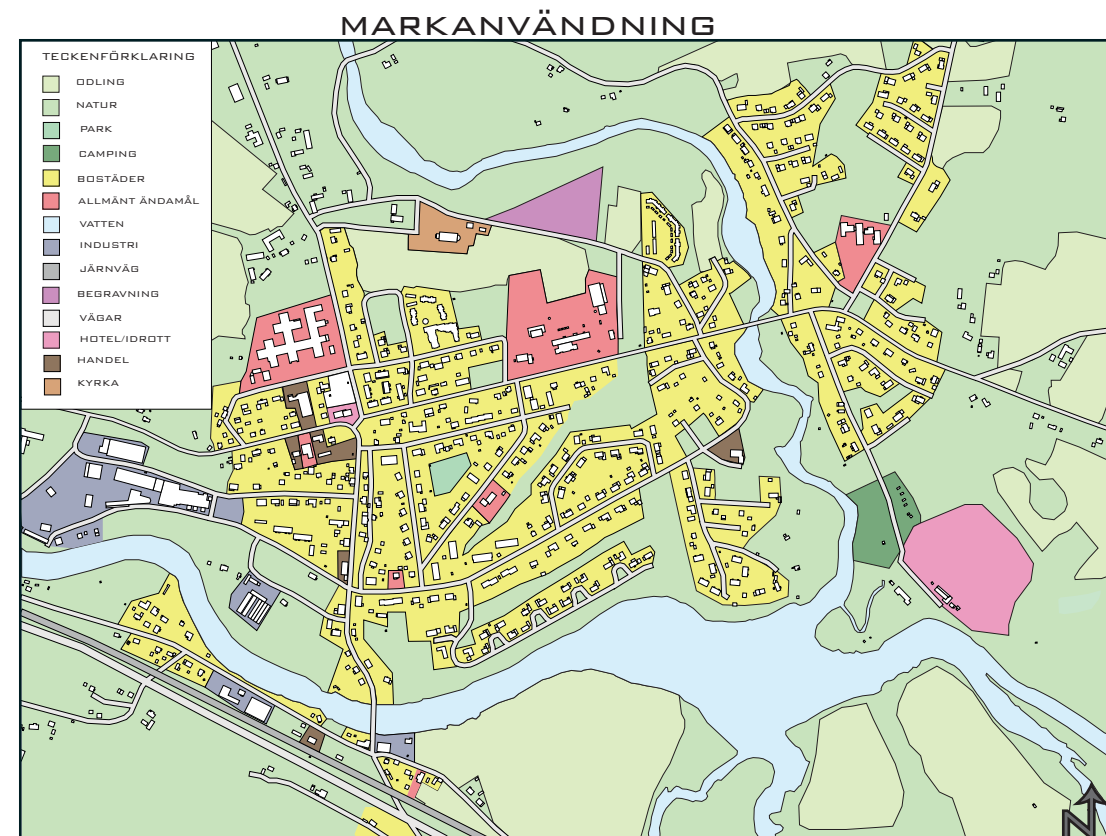 MARKANVÄNDNING
TECKENFÖRKLARING
ODLING
NATUR
PARK
CAMPING
BOSTÄDER
ALLMÄNT ÄNDAMÅL
VATTEN
INDUSTRI
JÄRNVÄG
BEGRAVNING
VÄGAR
HOTEL/IDROTT
HANDEL
KYRKA
N